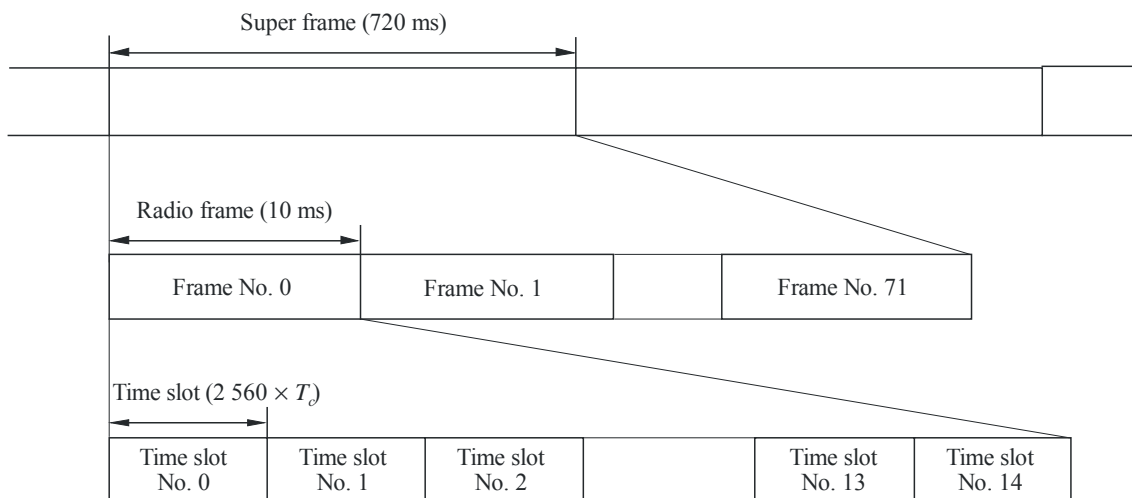 Super frame (720 ms)
Radio frame (10 ms)
Frame No. 0
Frame No. 1
Frame No. 71
Time slot (2 560 × Tc)
Time slot
No. 0
Time slot
No. 1
Time slot
No. 2
Time slot
No. 13
Time slot
No. 14